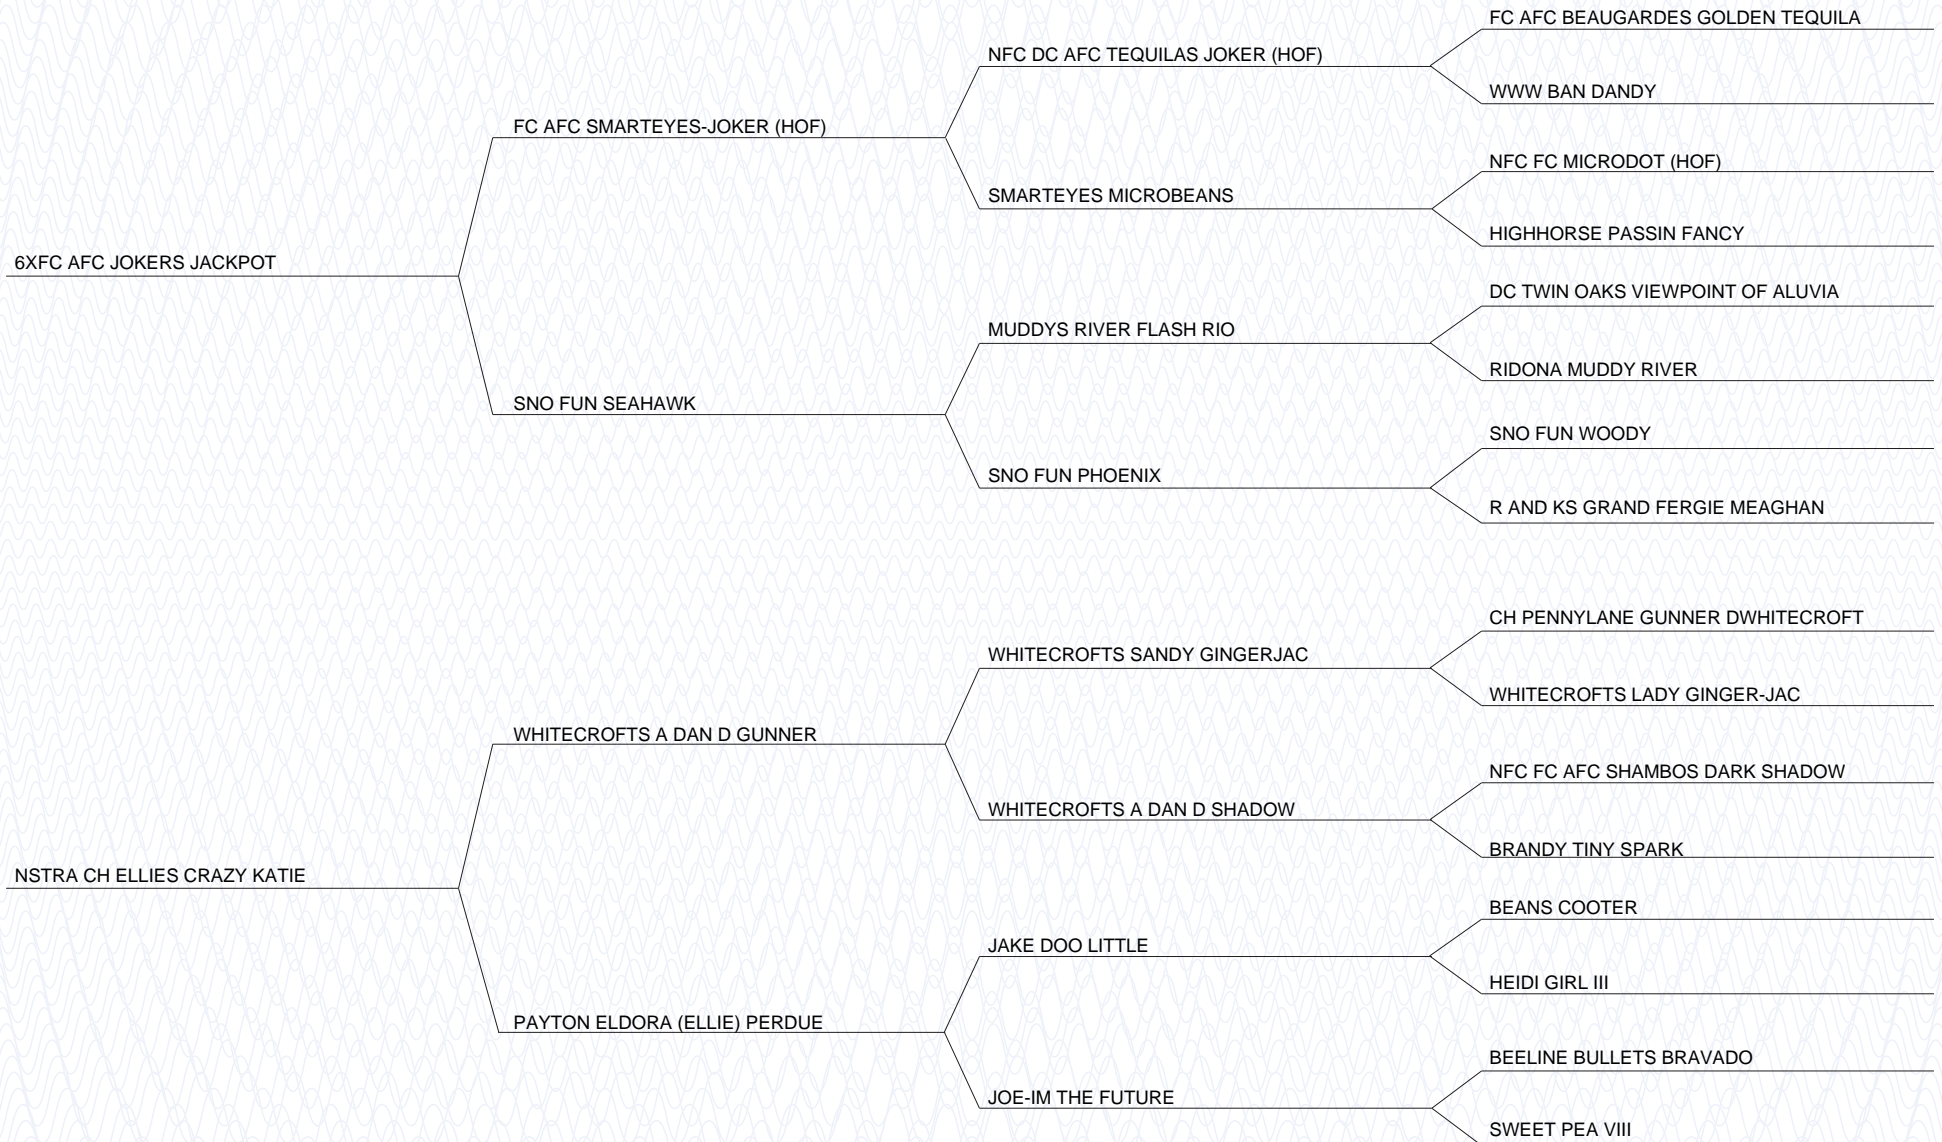 FC AFC BEAUGARDES GOLDEN TEQUILA
NFC DC AFC TEQUILAS JOKER (HOF)
WWW BAN DANDY
FC AFC SMARTEYES-JOKER (HOF)
NFC FC MICRODOT (HOF)
SMARTEYES MICROBEANS
HIGHHORSE PASSIN FANCY
6XFC AFC JOKERS JACKPOT
DC TWIN OAKS VIEWPOINT OF ALUVIA
MUDDYS RIVER FLASH RIO
RIDONA MUDDY RIVER
SNO FUN SEAHAWK
SNO FUN WOODY
SNO FUN PHOENIX
R AND KS GRAND FERGIE MEAGHAN
CH PENNYLANE GUNNER DWHITECROFT
WHITECROFTS SANDY GINGERJAC
WHITECROFTS LADY GINGER-JAC
WHITECROFTS A DAN D GUNNER
NFC FC AFC SHAMBOS DARK SHADOW
WHITECROFTS A DAN D SHADOW
BRANDY TINY SPARK
NSTRA CH ELLIES CRAZY KATIE
BEANS COOTER
JAKE DOO LITTLE
HEIDI GIRL III
PAYTON ELDORA (ELLIE) PERDUE
BEELINE BULLETS BRAVADO
JOE-IM THE FUTURE
SWEET PEA VIII